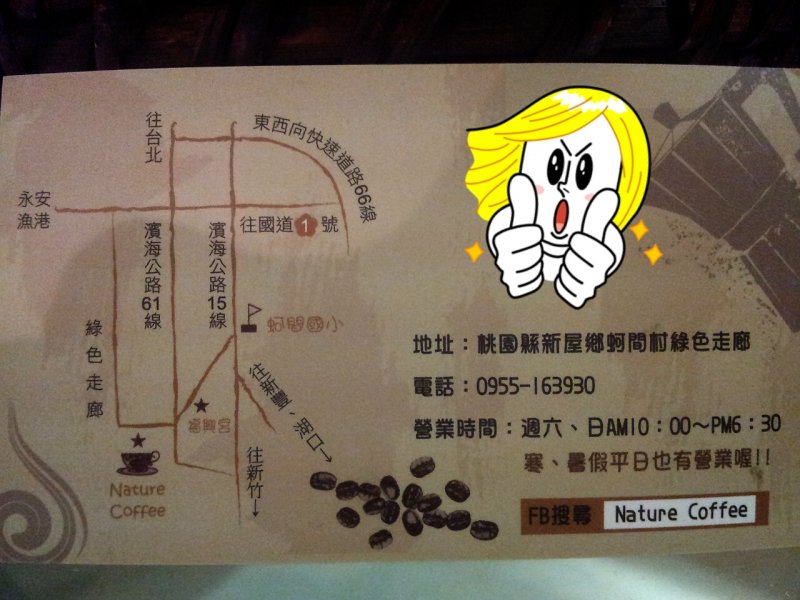 往台北
東西向快速道路66線
永安
漁港
往國道1號
濱海公路61線
濱海公路15線
蚵間國小
綠色走廊
往新豐、湖口→
福興宮
往新竹→
Nature
Coffee
地址：桃園縣新屋鄉蚵間村綠色走廊
電話：0955-163930
營業時間：週六、日AM10：00～PM6：30
寒、暑假平日也有營業喔!!
FB搜尋 Nature Coffee